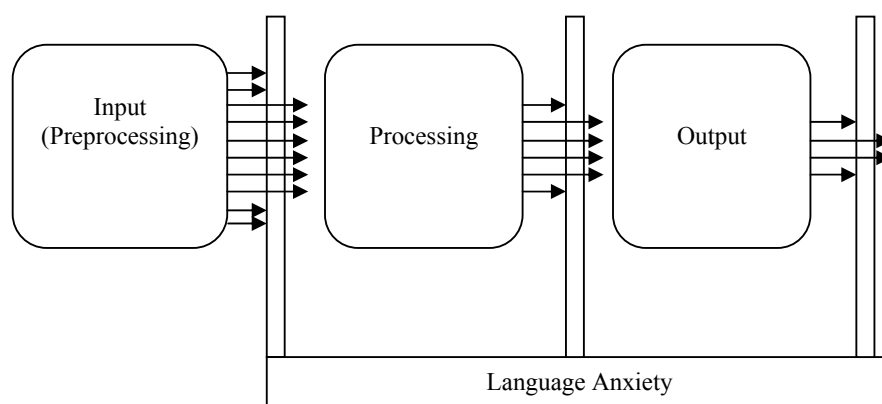 Input
(Preprocessing)
Processing
Output
Language Anxiety